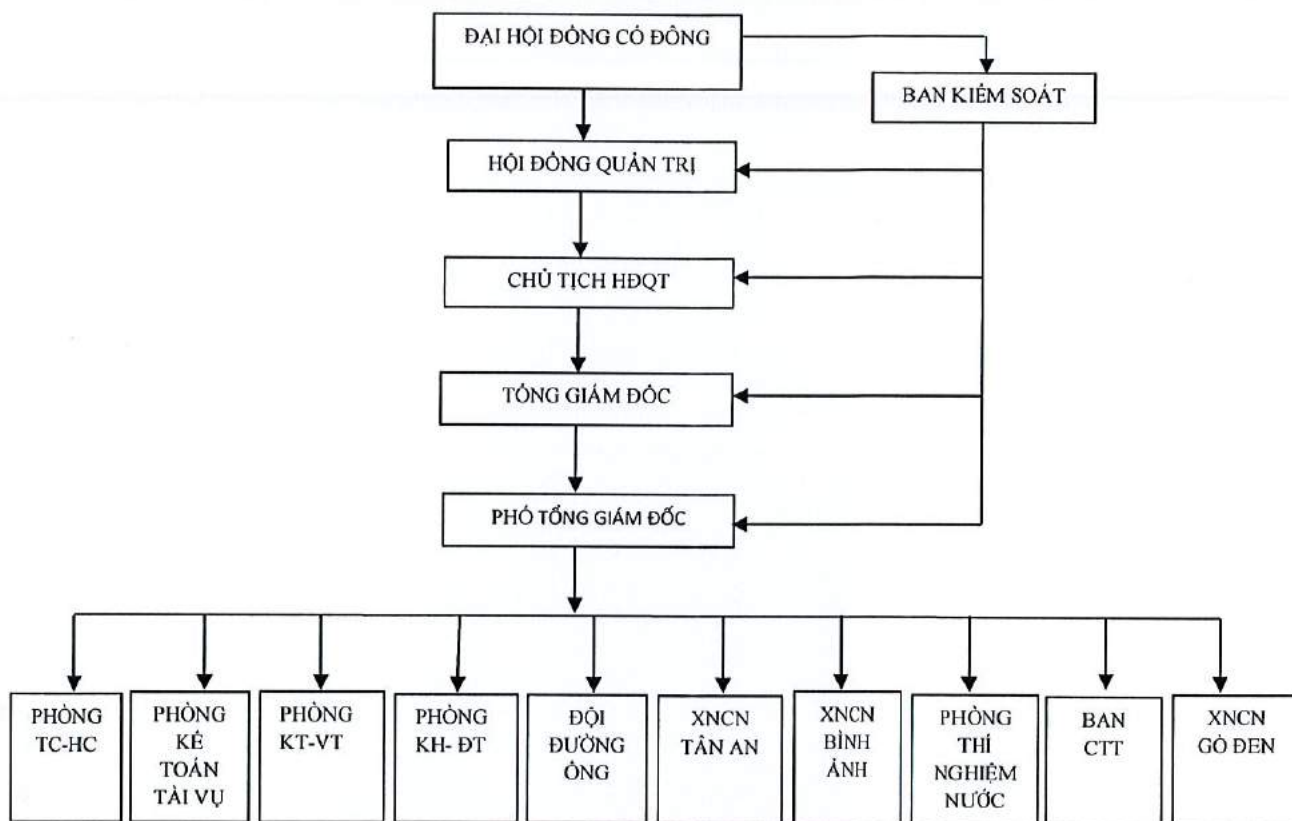 ĐẠI HỘI ĐỒNG CỔ ĐÔNG
BAN KIỂM SOÁT
HỘI ĐỒNG QUẢN TRỊ
CHỦ TỊCH HĐQT
TỔNG GIÁM ĐỐC
PHÓ TỔNG GIÁM ĐỐC
PHÒNG
TC-HC
PHÒNG
KẾ
TOÁN
TÀI VỤ
PHÒNG
KT-VT
PHÒNG
KH- ĐT
ĐỘI
ĐƯỜNG
ỐNG
XNCN
TÂN AN
XNCN
BÌNH
ẢNH
PHÒNG
THÍ
NGHIỆM
NƯỚC
BAN
CTT
XNCN
GÒ ĐEN